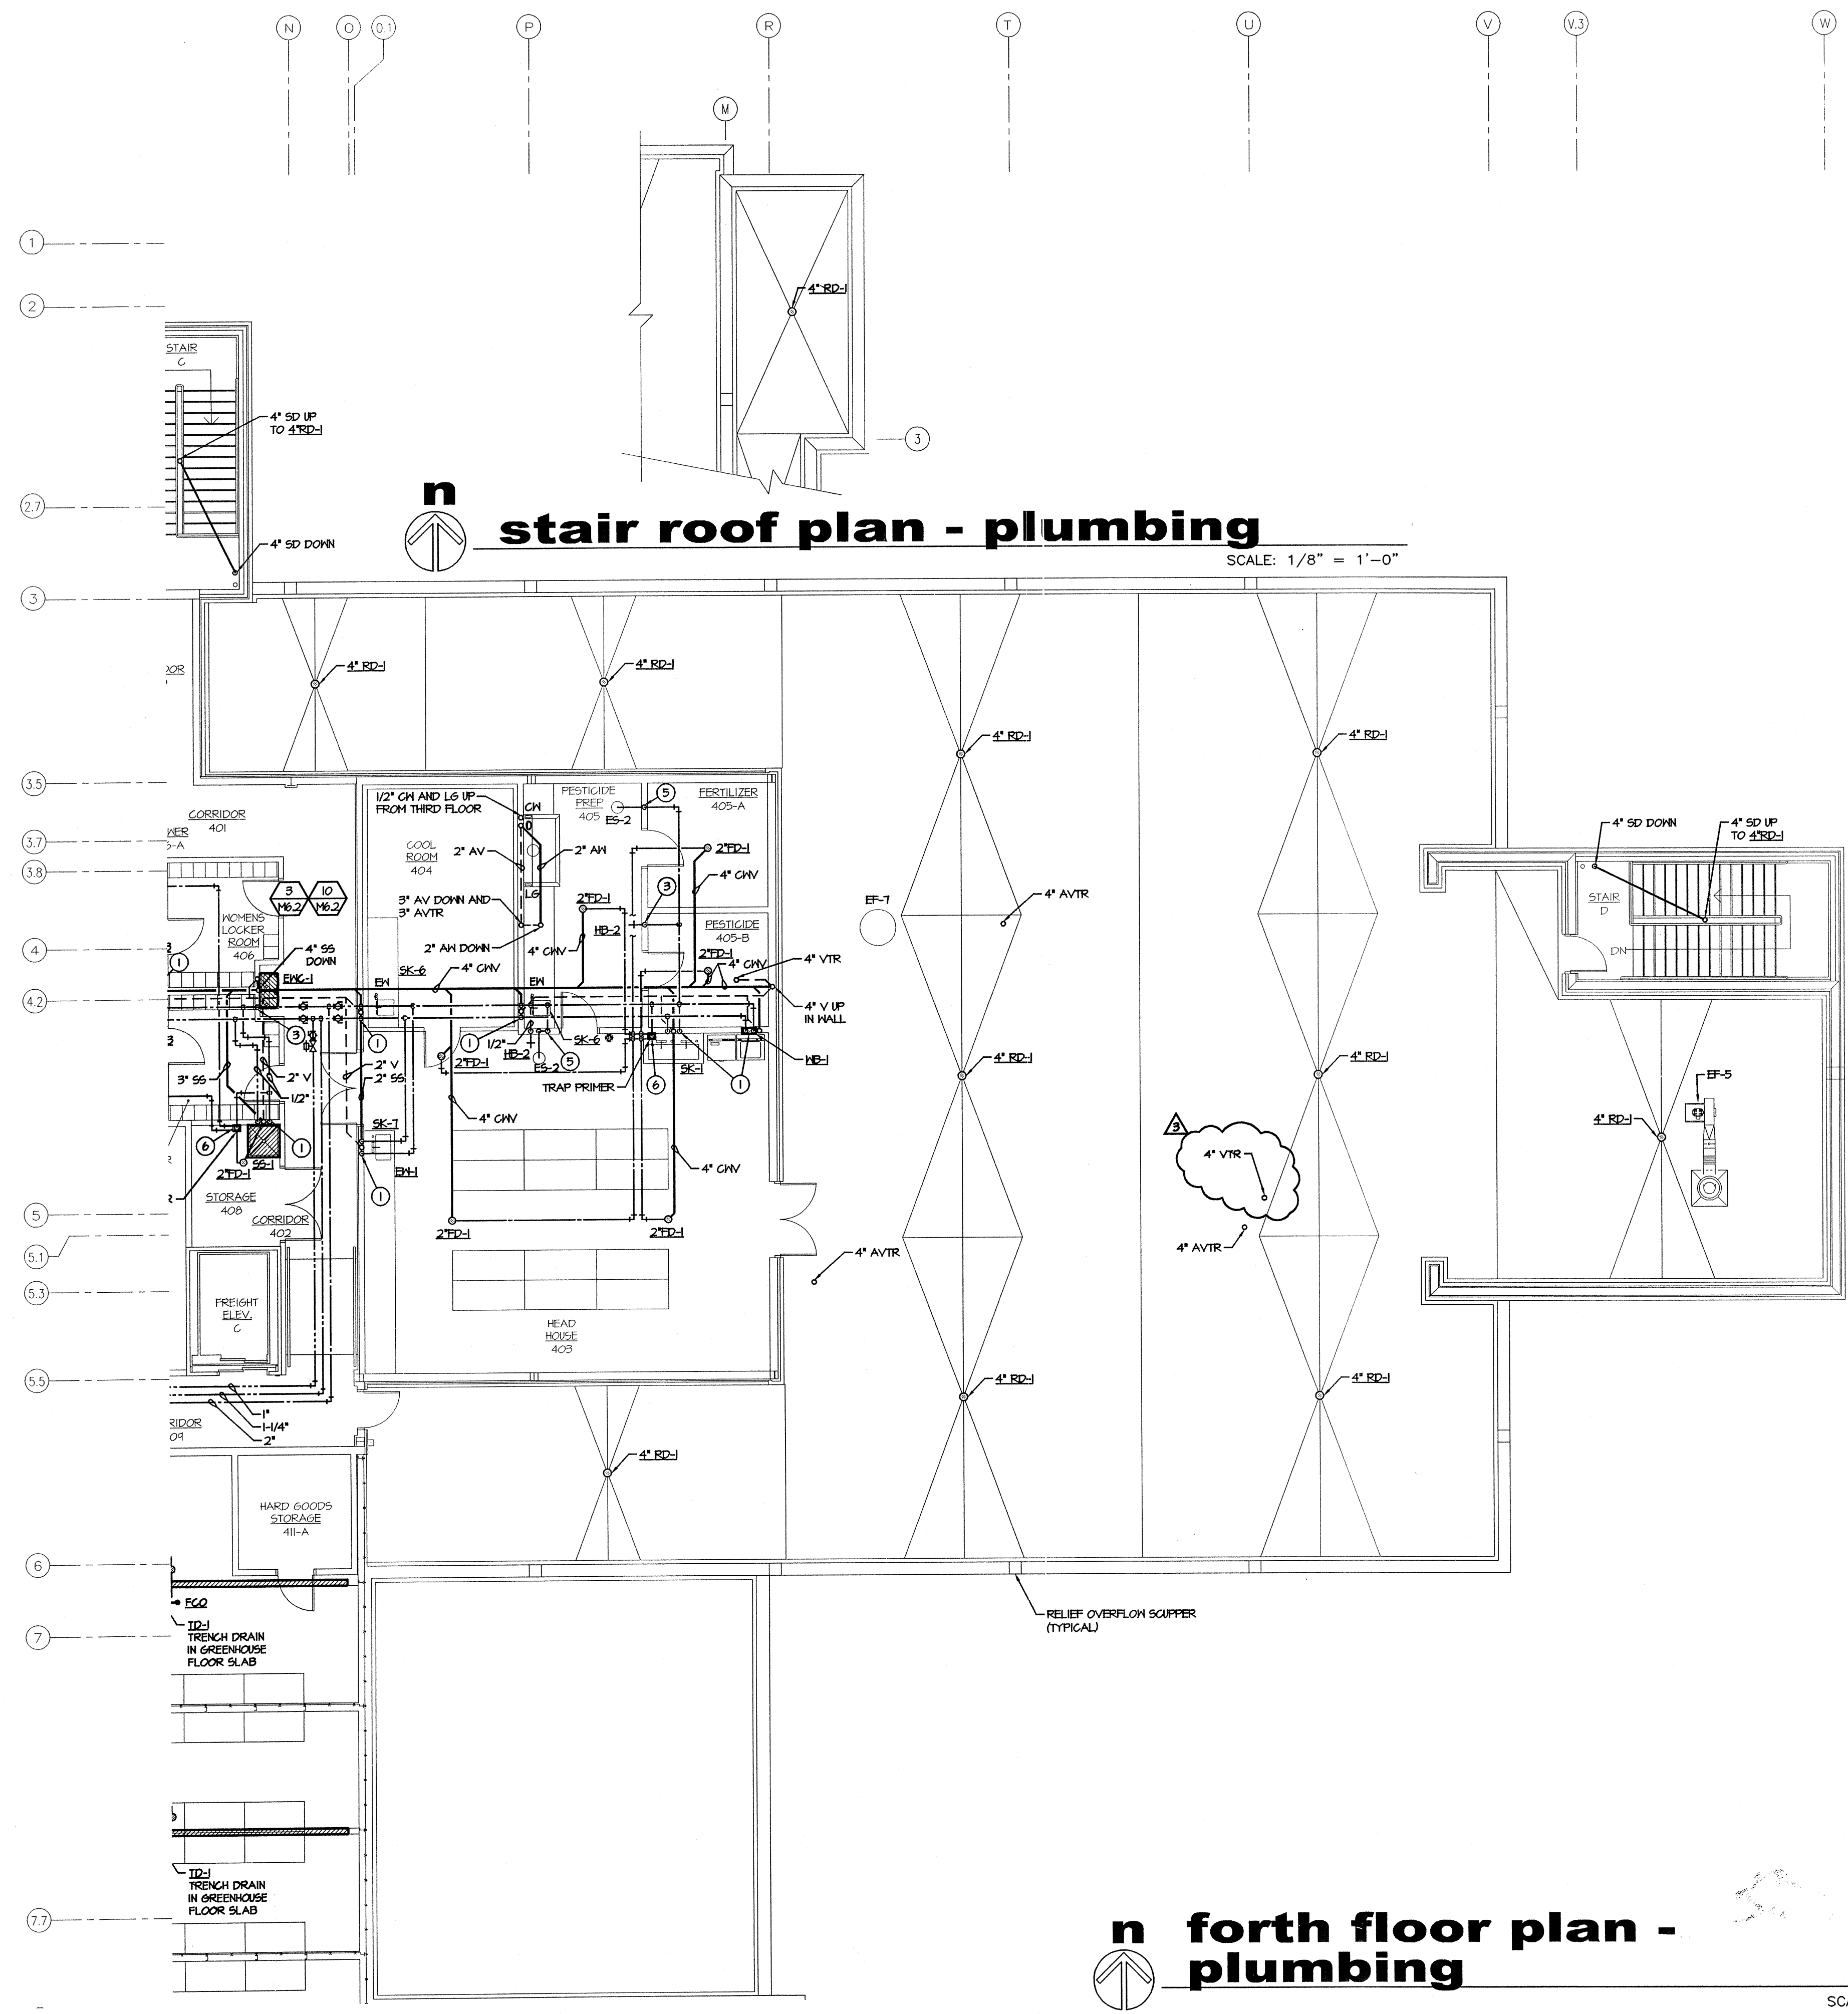 N
O
0.1
P
R
T
U
V
V.3
W
M
1
2
4" RD-1
STAIR
C
4" SD UP
TO 4"RD-1
3
2.7
4" SD DOWN
n
stair roof plan - plumbing
SCALE: 1/8" = 1'-0"
3
4" RD-1
4" RD-1
4" RD-1
4" RD-1
3.5
1/2" CW AND LG UP
FROM THIRD FLOOR
CW
PESTICIDE
PREP
405
ES-2
5
FERTILIZER
405-A
CORRIDOR
401
3.7
COOL
ROOM
404
2" AV
2" AW
2"FD-1
4" SD DOWN
4" SD UP
TO 4"RD-1
3.8
4" CWV
LG
3
M6.2
10
M6.2
3" AV DOWN AND
3" AVTR
2"FD-1
3
EF-7
4" AVTR
STAIR
D
WOMENS
LOCKER
ROOM
406
HB-2
PESTICIDE
405-B
2" AW DOWN
4" CWV
DN
4
4" SS
DOWN
1
2"FD-1
4" CWV
4" VTR
EWC-1
EW
SK-6
4" CWV
EW
4.2
4" V UP
IN WALL
3
1
1
1/2"
HB-2
SK-6
2"FD-1
ES-2
5
SK-1
WB-1
4" RD-1
4" RD-1
3" SS
2" V
1/2"
2" V
2" SS
TRAP PRIMER
6
1
EF-5
4" CWV
4" RD-1
SK-7
3
6
1
2"FD-1
SS-1
EW-1
4" VTR
4" CWV
STORAGE
408
1
5
CORRIDOR
402
2"FD-1
2"FD-1
4" AVTR
4" AVTR
5.1
5.3
FREIGHT
ELEV.
C
HEAD
HOUSE
403
5.5
4" RD-1
4" RD-1
1"
1-1/4"
2"
4" RD-1
HARD GOODS
STORAGE
411-A
6
FCO
RELIEF OVERFLOW SCUPPER
(TYPICAL)
7
TD-1
TRENCH DRAIN
IN GREENHOUSE
FLOOR SLAB
TD-1
TRENCH DRAIN
IN GREENHOUSE
FLOOR SLAB
7.7
n
forth floor plan -
plumbing